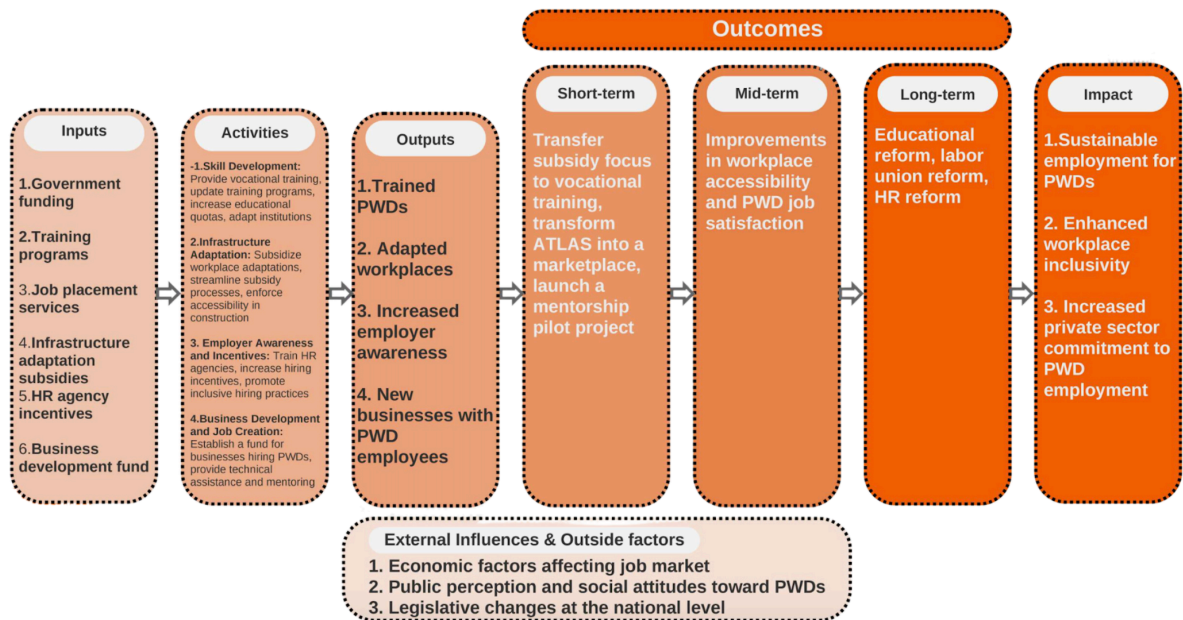 Outcomes
Inputs
1.Government
funding
2.Training
programs
3.Job placement
services
4.Infrastructure
adaptation
subsidies
5.HR agency
incentives
6.Business
development fund
Activities
-1.Skill Development:
Provide vocational training,
update training programs,
increase educational
quotas, adapt institutions
2.Infrastructure
Adaptation: Subsidize
workplace adaptations,
streamline subsidy
processes, enforce
accessibility in
construction
3. Employer Awareness
and Incentives: Train HR
agencies, increase hiring
incentives, promote
inclusive hiring practices
4.Business Development
and Job Creation:
Establish a fund for
businesses hiring PWDs,
provide technical
assistance and mentoring
Outputs
1.Trained
PWDs
2. Adapted
workplaces
3. Increased
employer
awareness
4. New
businesses with
PWD
employees
Short-term
Transfer
subsidy focus
to vocational
training,
transform
ATLAS into a
marketplace,
launch a
mentorship
pilot project
Mid-term
Improvements
in workplace
accessibility
and PWD job
satisfaction
Long-term
Educational
reform, labor
union reform,
HR reform
Impact
1.Sustainable
employment for
PWDs
2. Enhanced
workplace
inclusivity
3. Increased
private sector
commitment to
PWD
employment
External Influences & Outside factors
1. Economic factors affecting job market
2. Public perception and social attitudes toward PWDs
3. Legislative changes at the national level